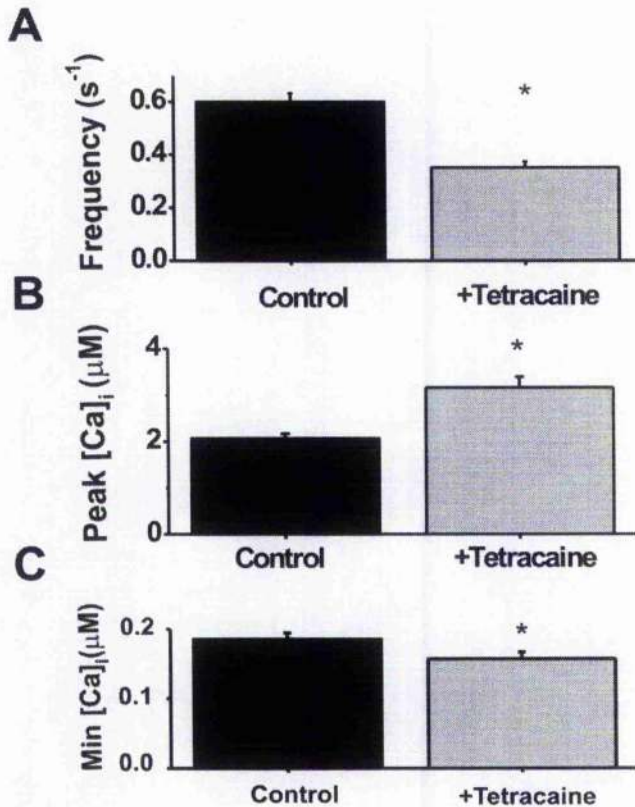 A
Frequency (s⁻¹)
0.6
0.4
0.2
0.0
*
Control
+Tetracaine
B
Peak [Ca]ᵢ (μM)
4
2
0
*
Control
+Tetracaine
C
Min [Ca]ᵢ(μM)
0.2
0.1
0.0
*
Control
+Tetracaine